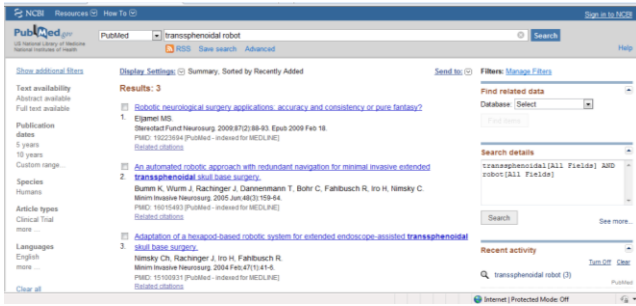 NCBI Resources How To Sign in to NCBI
PubMed.gov
US National Library of Medicine
National Institutes of Health
PubMed transsphenoidal robot Search
RSS Save search Advanced Help
Show additional filters
Text availability
Abstract available
Full text available
Publication
dates
5 years
10 years
Custom range...
Species
Humans
Article types
Clinical Trial
more ...
Languages
English
more ...
Clear all
Display Settings: Summary, Sorted by Recently Added Send to:
Results: 3
Robotic neurological surgery applications: accuracy and consistency or pure fantasy?
1. Eljamel MS.
Stereotact Funct Neurosurg. 2009;87(2):88-93. Epub 2009 Feb 18.
PMID: 19223694 [PubMed - indexed for MEDLINE]
Related citations
An automated robotic approach with redundant navigation for minimal invasive extended
2. transsphenoidal skull base surgery.
Bumm K, Wurm J, Rachinger J, Dannenmann T, Bohr C, Fahlbusch R, Iro H, Nimsky C.
Minim Invasive Neurosurg. 2005 Jun;48(3):159-64.
PMID: 16015493 [PubMed - indexed for MEDLINE]
Related citations
Adaptation of a hexapod-based robotic system for extended endoscope-assisted transsphenoidal
3. skull base surgery.
Nimsky Ch, Rachinger J, Iro H, Fahlbusch R.
Minim Invasive Neurosurg. 2004 Feb;47(1):41-6.
PMID: 15100931 [PubMed - indexed for MEDLINE]
Related citations
Filters: Manage Filters
Find related data
Database: Select
Find items
Search details
transsphenoidal[All Fields] AND
robot[All Fields]
Search See more...
Recent activity
Turn Off Clear
transsphenoidal robot (3)
PubMed
Internet | Protected Mode: Off